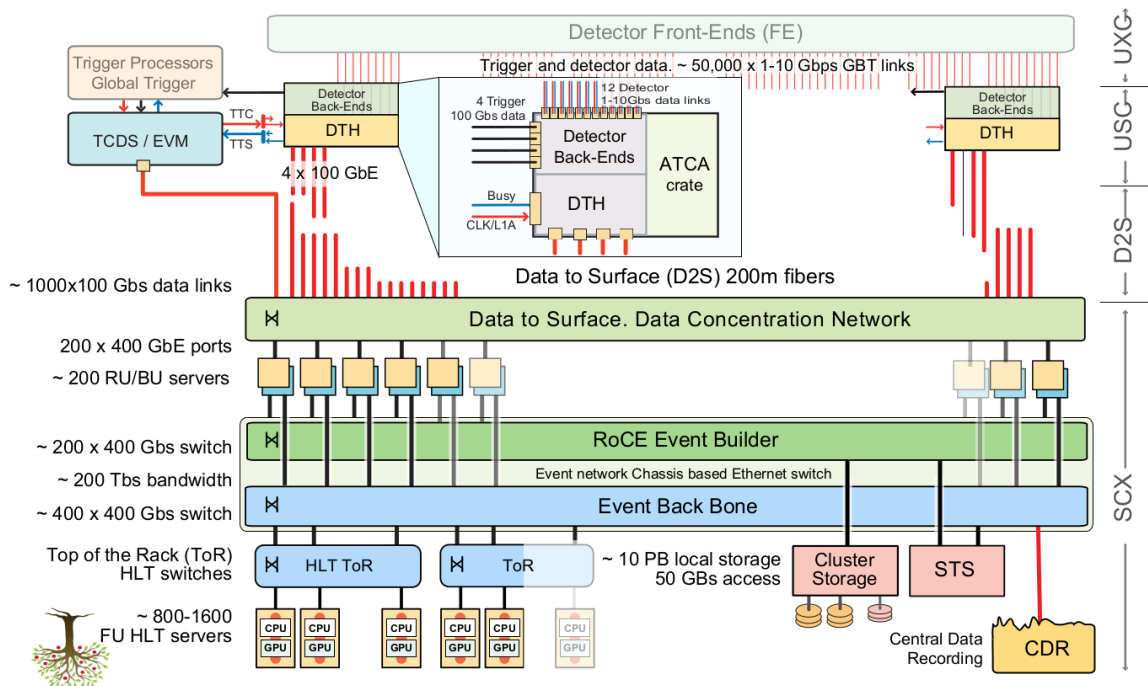 Detector Front-Ends (FE)
UXC
Trigger Processors
Global Trigger
Trigger and detector data. ~ 50,000 x 1-10 Gbps GBT links
Detector
Back-Ends
DTH
TTC
TTS
TCDS / EVM
4 x 100 GbE
4 Trigger
100 Gbs data
12 Detector
1-10Gbs data links
Detector
Back-Ends
DTH
ATCA
crate
Busy
CLK/L1A
Detector
Back-Ends
DTH
USC
D2S
Data to Surface (D2S) 200m fibers
~ 1000x100 Gbs data links
Data to Surface. Data Concentration Network
200 x 400 GbE ports
~ 200 RU/BU servers
RoCE Event Builder
~ 200 x 400 Gbs switch
Event network Chassis based Ethernet switch
~ 200 Tbs bandwidth
Event Back Bone
~ 400 x 400 Gbs switch
SCX
Top of the Rack (ToR)
HLT switches
HLT ToR
ToR
~ 10 PB local storage
50 GBs access
Cluster
Storage
STS
~ 800-1600
FU HLT servers
CPU
GPU
CPU
GPU
CPU
GPU
CPU
GPU
CPU
GPU
CPU
GPU
Central Data
Recording
CDR